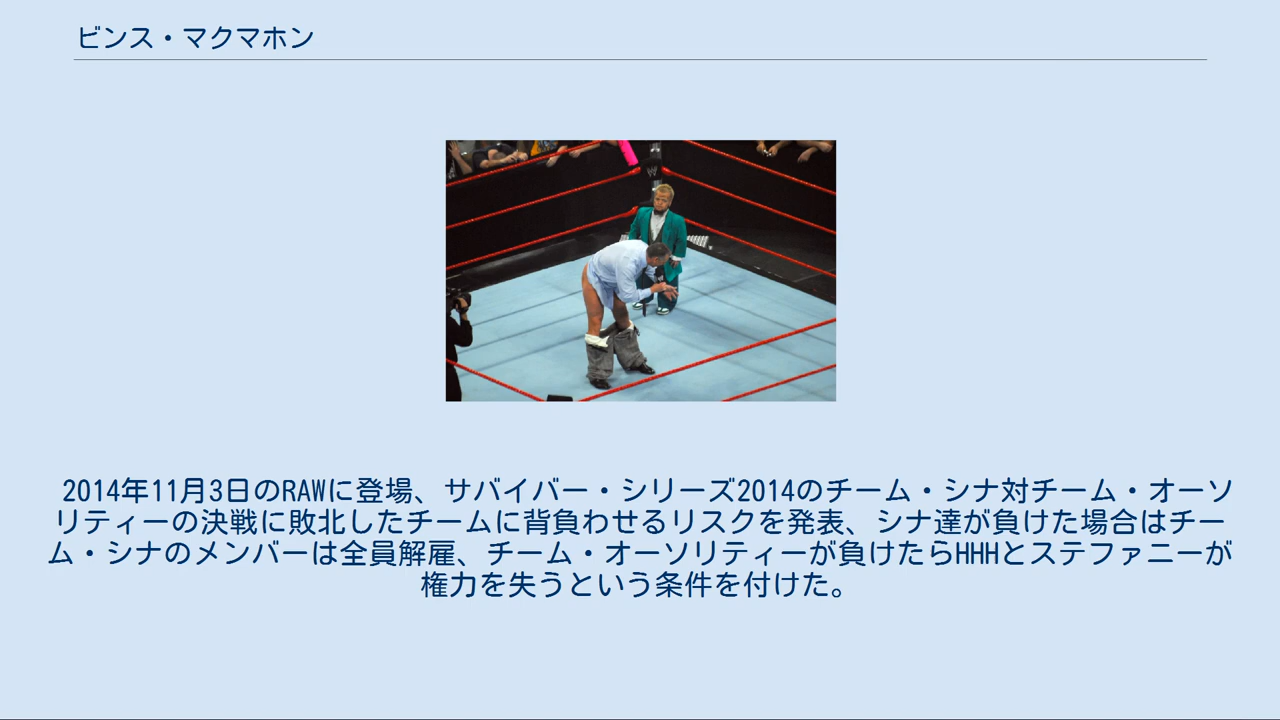 ビンス・マクマホン
2014年11月3日のRAWに登場、サバイバー・シリーズ2014のチーム・シナ対チーム・オーソ
リティーの決戦に敗北したチームに背負わせるリスクを発表、シナ達が負けた場合はチー
ム・シナのメンバーは全員解雇、チーム・オーソリティーが負けたらHHHとステファニーが
権力を失うという条件を付けた。